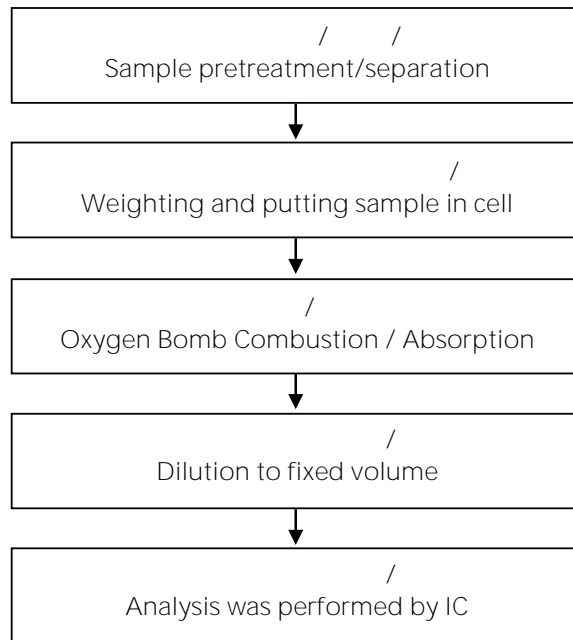 / /
Sample pretreatment/separation
/
Weighting and putting sample in cell
/
Oxygen Bomb Combustion / Absorption
/
Dilution to fixed volume
/
Analysis was performed by IC